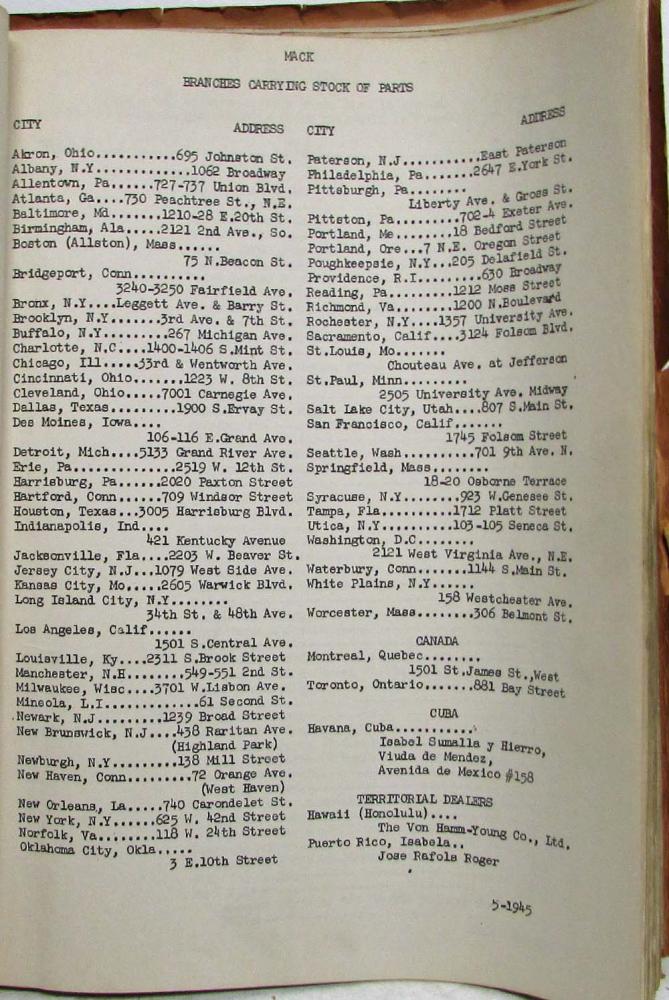 MACK
BRANCHES CARRYING STOCK OF PARTS
CITY ADDRESS
Akron, Ohio...........695 Johnston St.
Albany, N.Y.............1062 Broadway
Allentown, Pa......727-737 Union Blvd.
Atlanta, Ga....730 Peachtree St., N.E.
Baltimore, Md.......1210-28 E.20th St.
Birmingham, Ala.....2121 2nd Ave., So.
Boston (Allston), Mass......
75 N.Beacon St.
Bridgeport, Conn..........
3240-3250 Fairfield Ave.
Bronx, N.Y....Leggett Ave. & Barry St.
Brooklyn, N.Y.......3rd Ave. & 7th St.
Buffalo, N.Y.........267 Michigan Ave.
Charlotte, N.C....1400-1406 S.Mint St.
Chicago, Ill.....33rd & Wentworth Ave.
Cincinnati, Ohio.......1223 W. 8th St.
Cleveland, Ohio.....7001 Carnegie Ave.
Dallas, Texas.........1900 S.Ervay St.
Des Moines, Iowa....
106-116 E.Grand Ave.
Detroit, Mich....5133 Grand River Ave.
Erie, Pa..............2519 W. 12th St.
Harrisburg, Pa......2020 Paxton Street
Hartford, Conn......709 Windsor Street
Houston, Texas...3005 Harrisburg Blvd.
Indianapolis, Ind....
421 Kentucky Avenue
Jacksonville, Fla....2203 W. Beaver St.
Jersey City, N.J...1079 West Side Ave.
Kansas City, Mo.....2605 Warwick Blvd.
Long Island City, N.Y........
34th St. & 48th Ave.
Los Angeles, Calif......
1501 S.Central Ave.
Louisville, Ky....2311 S.Brook Street
Manchester, N.H........549-551 2nd St.
Milwaukee, Wisc....3701 W.Lisbon Ave.
Mineola, L.I.............61 Second St.
Newark, N.J.........1239 Broad Street
New Brunswick, N.J....438 Raritan Ave.
(Highland Park)
Newburgh, N.Y.........138 Mill Street
New Haven, Conn.........72 Orange Ave.
(West Haven)
New Orleans, La.....740 Carondelet St.
New York, N.Y......625 W. 42nd Street
Norfolk, Va........118 W. 24th Street
Oklahoma City, Okla.....
3 E.10th Street
CITY ADDRESS
Paterson, N.J...........East Paterson
Philadelphia, Pa.......2647 E.York St.
Pittsburgh, Pa........
Liberty Ave. & Gross St.
Pittston, Pa.........702-4 Exeter Ave.
Portland, Me........18 Bedford Street
Portland, Ore...7 N.E. Oregon Street
Poughkeepsie, N.Y...205 Delafield St.
Providence, R.I.........630 Broadway
Reading, Pa.........1212 Moss Street
Richmond, Va........1200 N.Boulevard
Rochester, N.Y....1357 University Ave.
Sacramento, Calif....3124 Folsom Blvd.
St.Louis, Mo.......
Chouteau Ave. at Jefferson
St.Paul, Minn.........
2505 University Ave. Midway
Salt Lake City, Utah....807 S.Main St.
San Francisco, Calif.......
1745 Folsom Street
Seattle, Wash.........701 9th Ave. N.
Springfield, Mass........
18-20 Osborne Terrace
Syracuse, N.Y........923 W.Genesee St.
Tampa, Fla..........1712 Platt Street
Utica, N.Y..........103-105 Seneca St.
Washington, D.C........
2121 West Virginia Ave., N.E.
Waterbury, Conn.......1144 S.Main St.
White Plains, N.Y......
158 Westchester Ave.
Worcester, Mass........306 Belmont St.
CANADA
Montreal, Quebec........
1501 St.James St.,West
Toronto, Ontario.......881 Bay Street
CUBA
Havana, Cuba...........
Isabel Sumalla y Hierro,
Viuda de Mendez,
Avenida de Mexico #158
TERRITORIAL DEALERS
Hawaii (Honolulu)....
The Von Hamm-Young Co., Ltd.
Puerto Rico, Isabela..
Jose Rafols Roger
5-1945